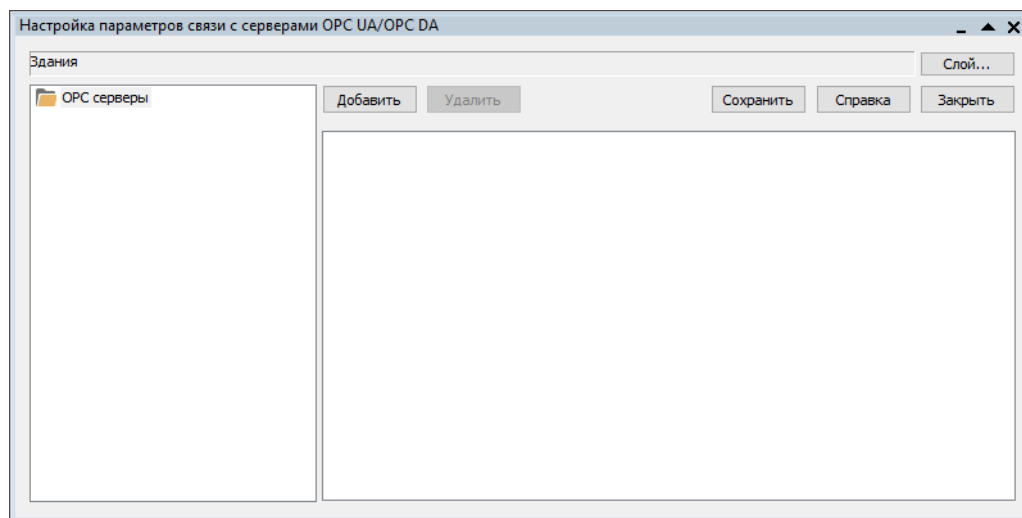 Настройка параметров связи с серверами OPC UA/OPC DA
Здания
Слой...
OPC серверы
Добавить
Удалить
Сохранить
Справка
Закрыть